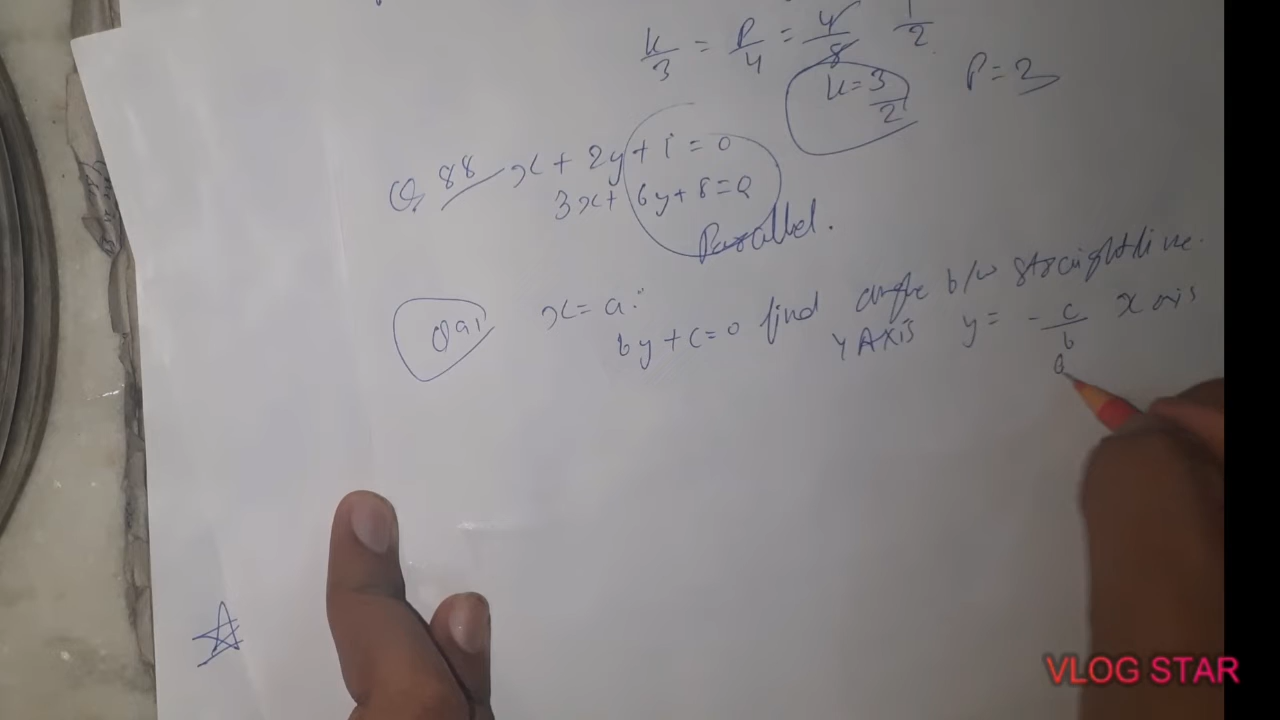 k/3 = P/4 = 4/8 1/2
k = 3/2 P = 2
Q 88 x + 2y + 1 = 0
3x + 6y + 8 = 0
Parallel.
Q 91 x = a find angle b/w straight line.
by + c = 0 Y AXIS y = - c/b x axis
VLOG STAR